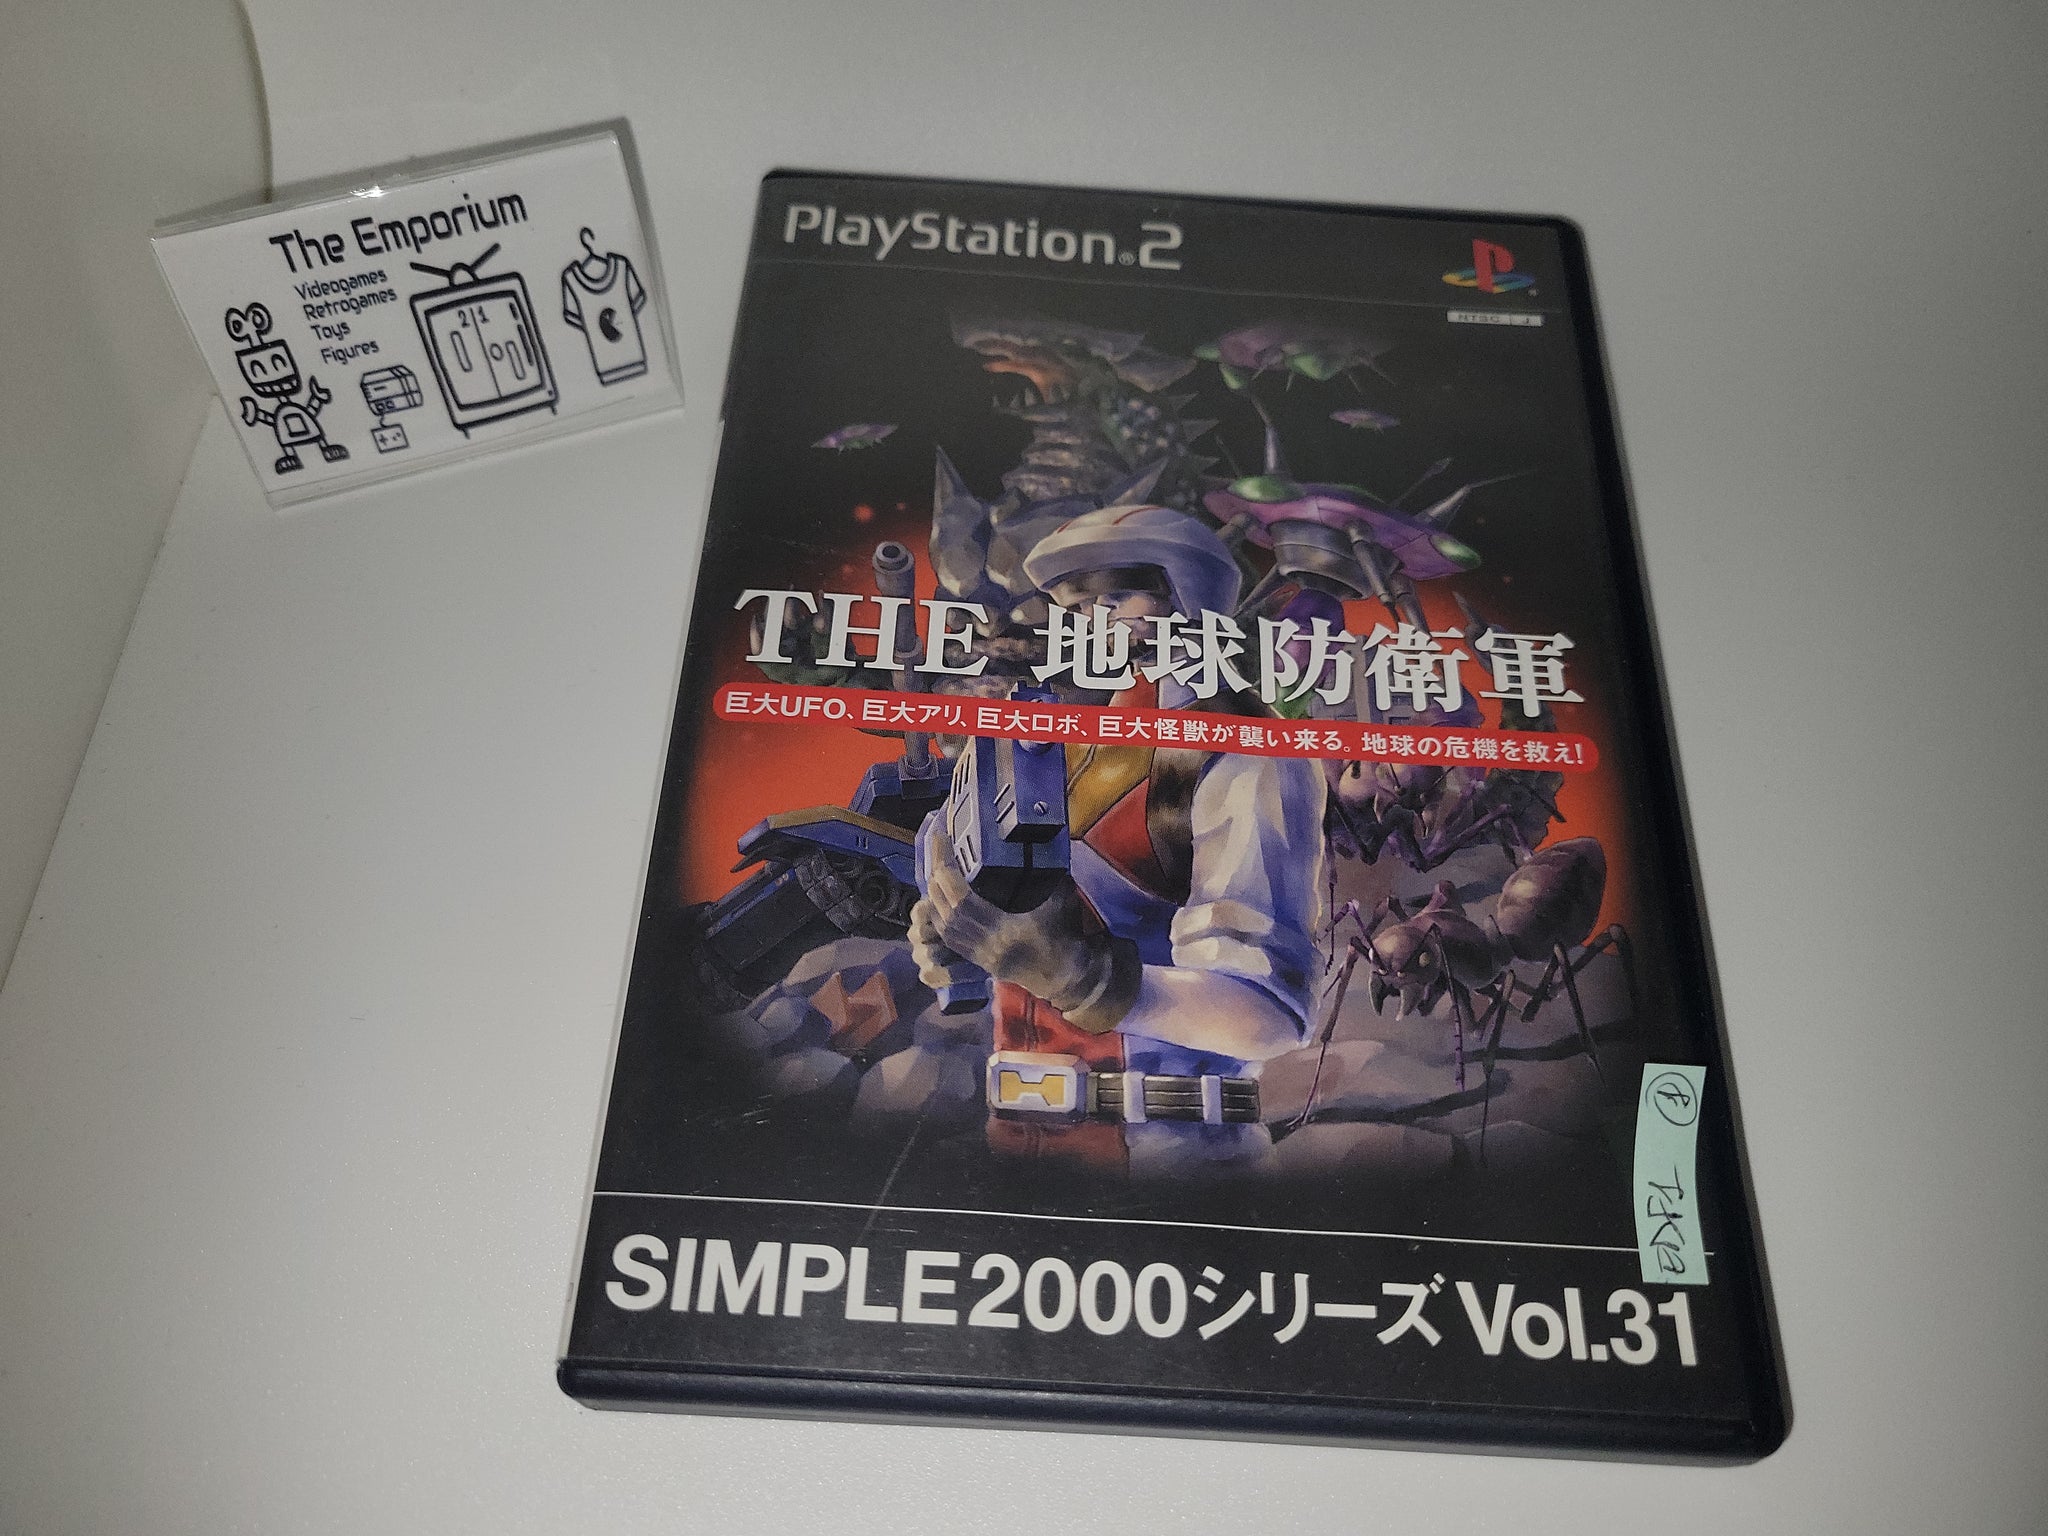 The Emporium
Videogames
Retrogames
Toys
Figures
21
PlayStation®2
NTSC J
THE 地球防衛軍
巨大UFO、巨大アリ、巨大ロボ、巨大怪獣が襲い来る。地球の危機を救え!
SIMPLE2000シリーズ Vol.31